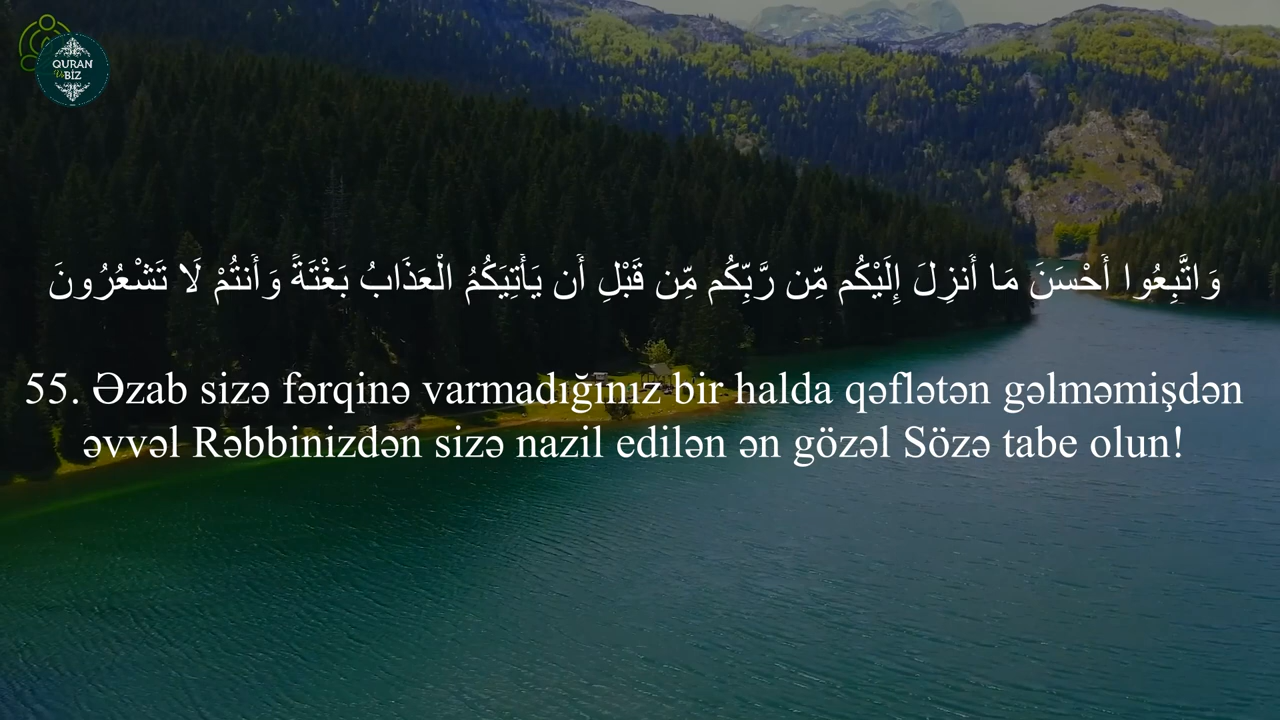 QURAN
Və
BİZ
وَاتَّبِعُوا أَحْسَنَ مَا أَنزِلَ إِلَيْكُم مِّن رَّبِّكُم مِّن قَبْلِ أَن يَأْتِيَكُمُ الْعَذَابُ بَغْتَةً وَأَنتُمْ لَا تَشْعُرُونَ
55. Əzab sizə fərqinə varmadığınız bir halda qəflətən gəlməmişdən
əvvəl Rəbbinizdən sizə nazil edilən ən gözəl Sözə tabe olun!